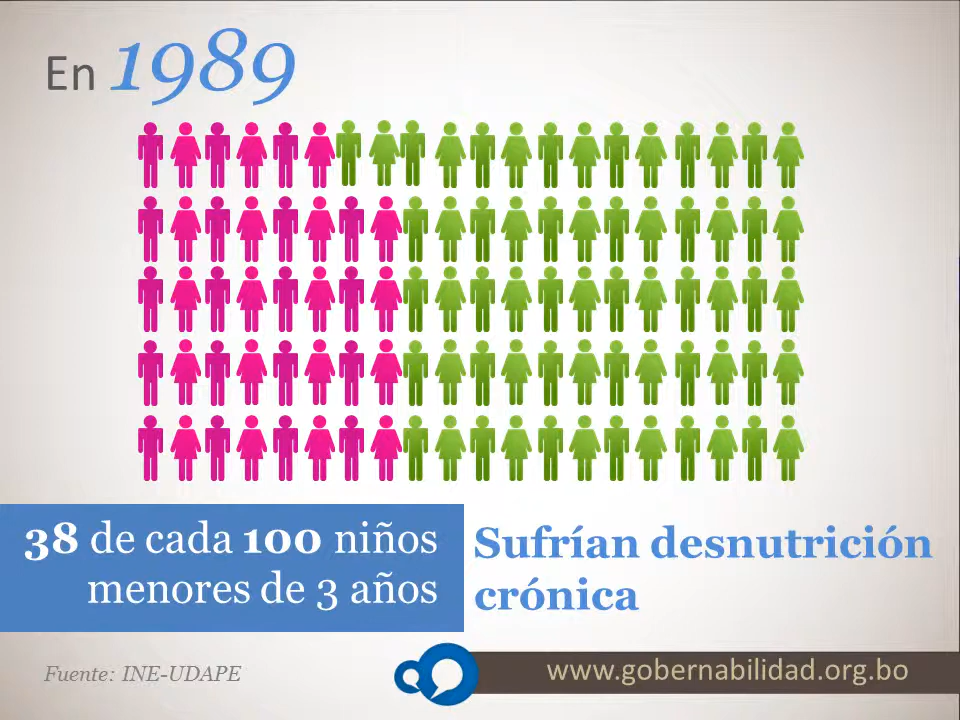 En 1989
38 de cada 100 niños
menores de 3 años
Sufrían desnutrición
crónica
Fuente: INE-UDAPE
www.gobernabilidad.org.bo